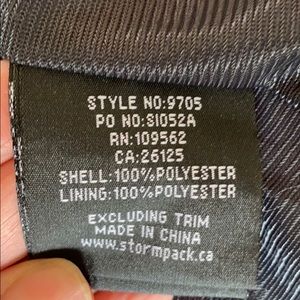 STYLE NO:9705
PO NO:SI052A
RN:109562
CA:26125
SHELL:100%POLYESTER
LINING:100%POLYESTER
EXCLUDING TRIM
MADE IN CHINA
www.stormpack.ca